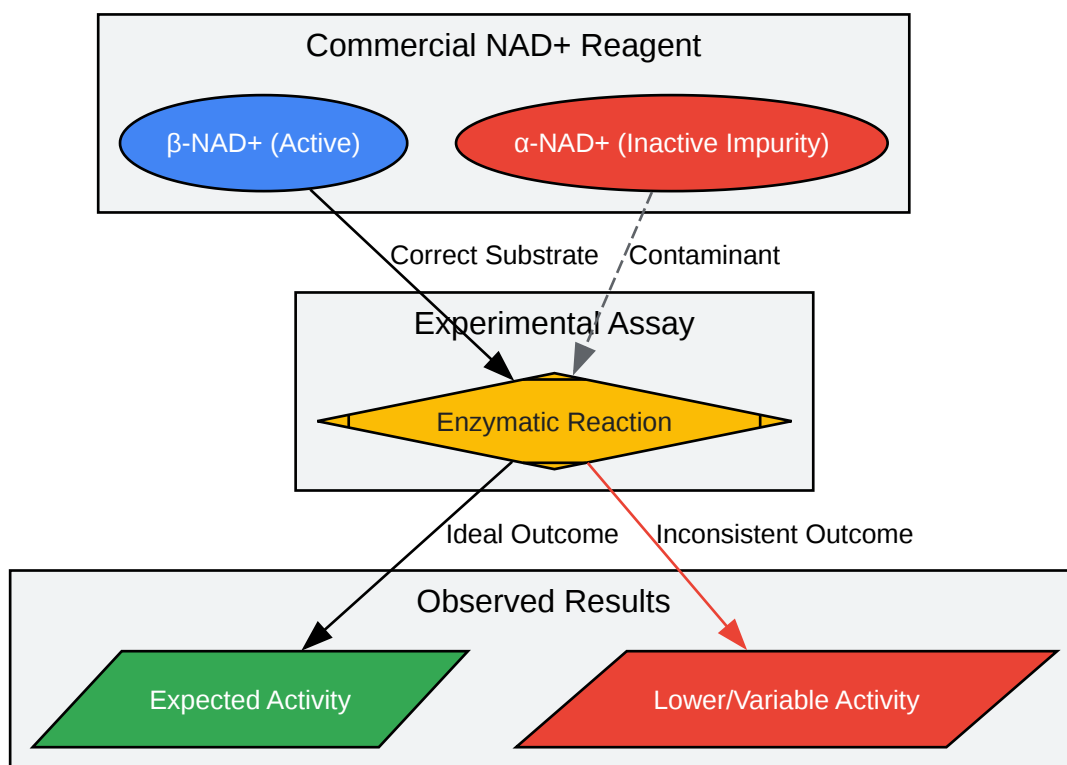 Commercial NAD+ Reagent
β-NAD+ (Active)
α-NAD+ (Inactive Impurity)
Correct Substrate
Contaminant
Experimental Assay
Enzymatic Reaction
Ideal Outcome
Inconsistent Outcome
Observed Results
Expected Activity
Lower/Variable Activity